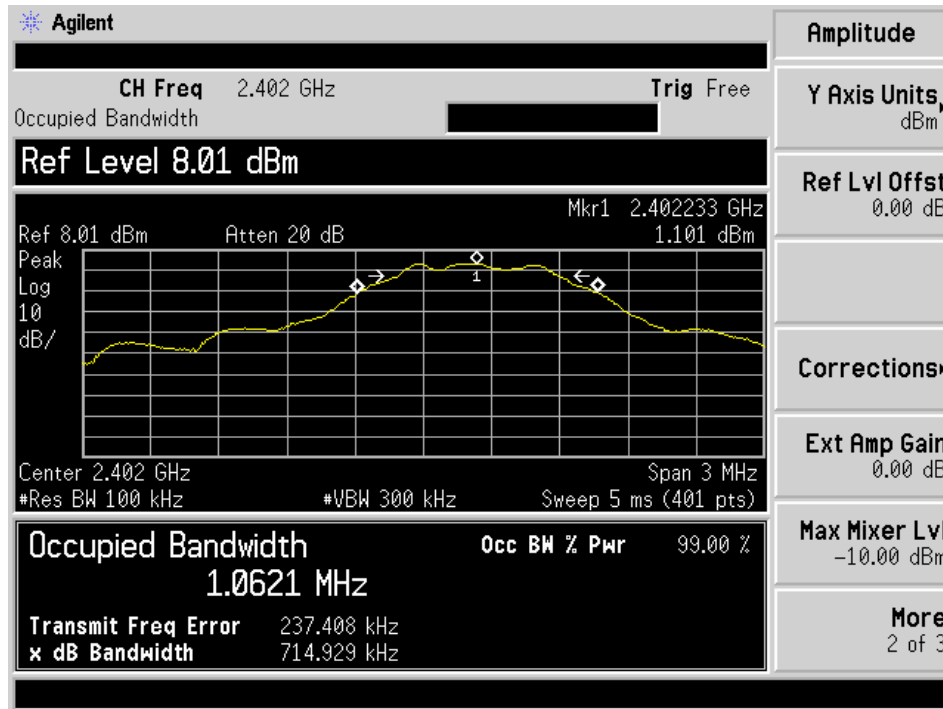 Agilent
CH Freq 2.402 GHz Trig Free
Occupied Bandwidth
Ref Level 8.01 dBm
Mkr1 2.402233 GHz
Ref 8.01 dBm Atten 20 dB 1.101 dBm
Peak
Log
10
dB/
1
Center 2.402 GHz Span 3 MHz
#Res BW 100 kHz #VBW 300 kHz Sweep 5 ms (401 pts)
Occupied Bandwidth Occ BW % Pwr 99.00 %
1.0621 MHz
Transmit Freq Error 237.408 kHz
x dB Bandwidth 714.929 kHz
Amplitude
Y Axis Units
dBm
Ref Lvl Offst
0.00 dB
Corrections
Ext Amp Gain
0.00 dB
Max Mixer Lvl
-10.00 dBm
More
2 of 3